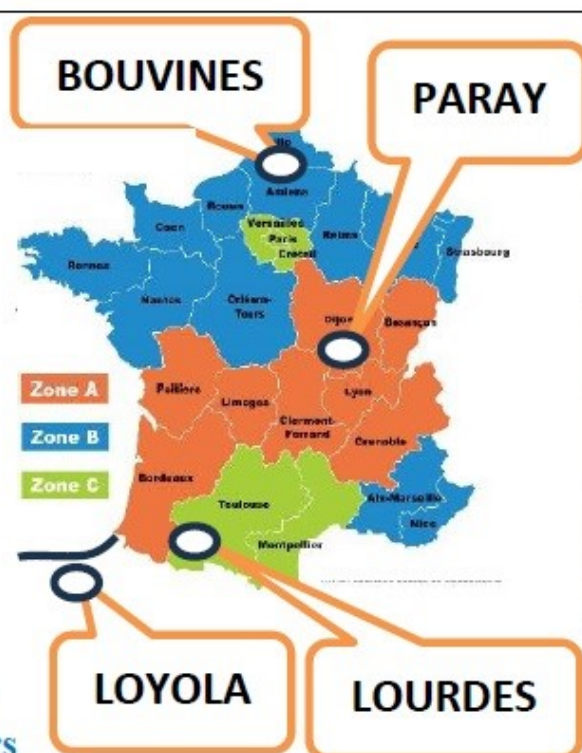 BOUVINES
PARAY
Amiens
Rouen
Caen
Versailles
Paris
Créteil
Reims
Strasbourg
Rennes
Nantes
Orléans-
Tours
Dijon
Besançon
Zone A
Poitiers
Limoges
Lyon
Clermont-
Ferrand
Grenoble
Zone B
Zone C
Bordeaux
Toulouse
Aix-Marseille
Nice
Montpellier
LOYOLA
LOURDES